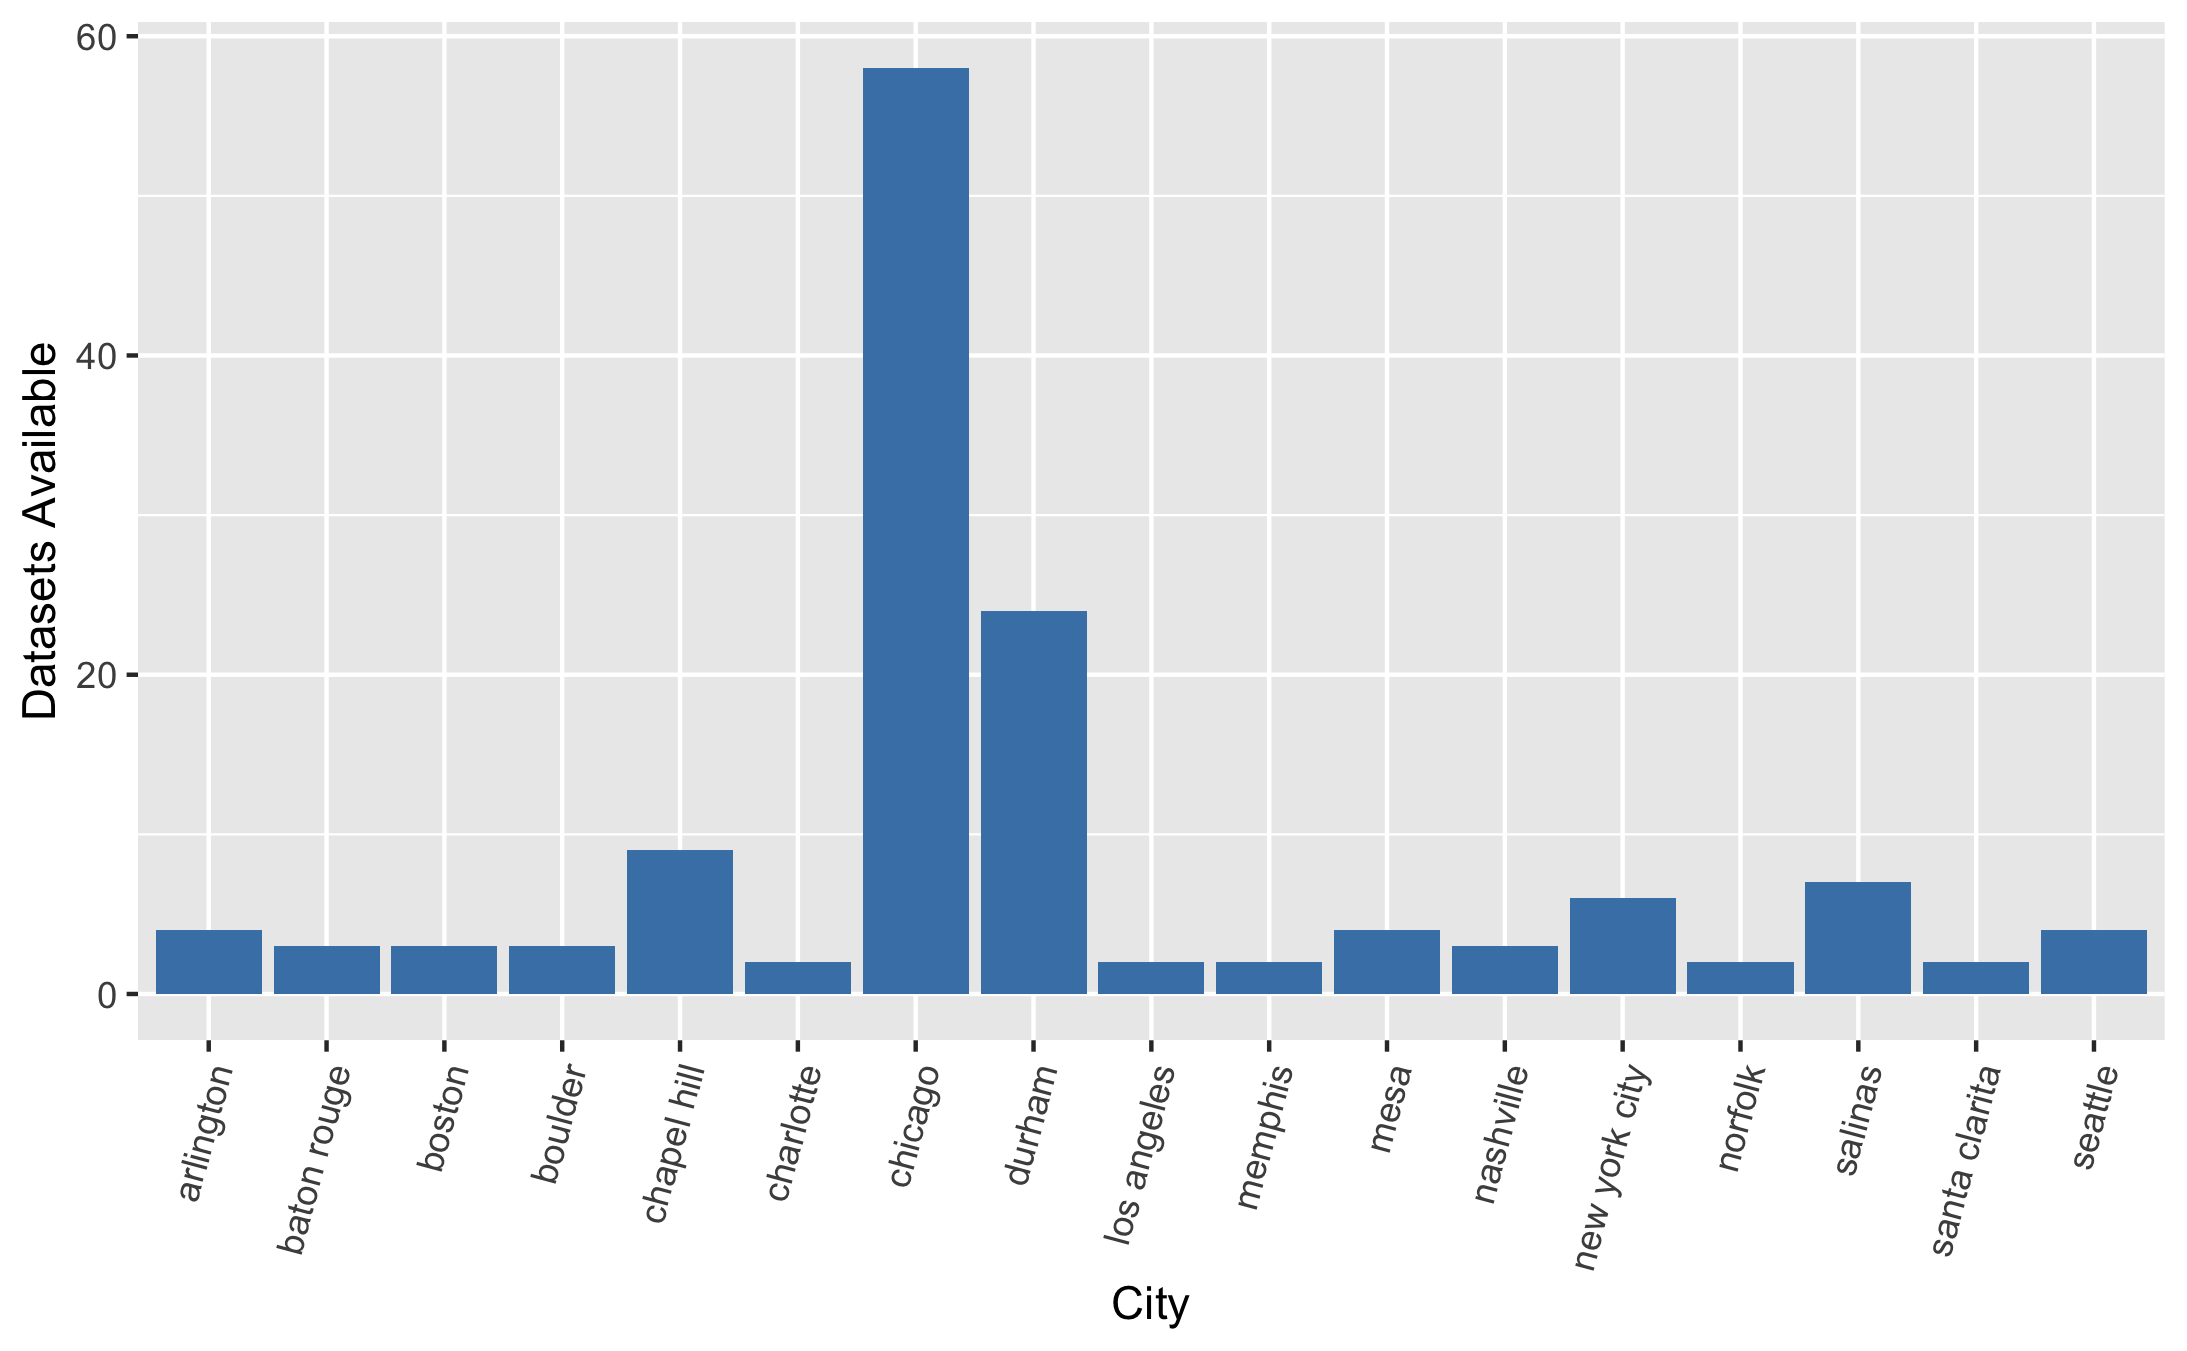 Datasets Available
60
40
20
0
arlington
baton rouge
boston
boulder
chapel hill
charlotte
chicago
durham
los angeles
memphis
mesa
nashville
new york city
norfolk
salinas
santa clarita
seattle
City